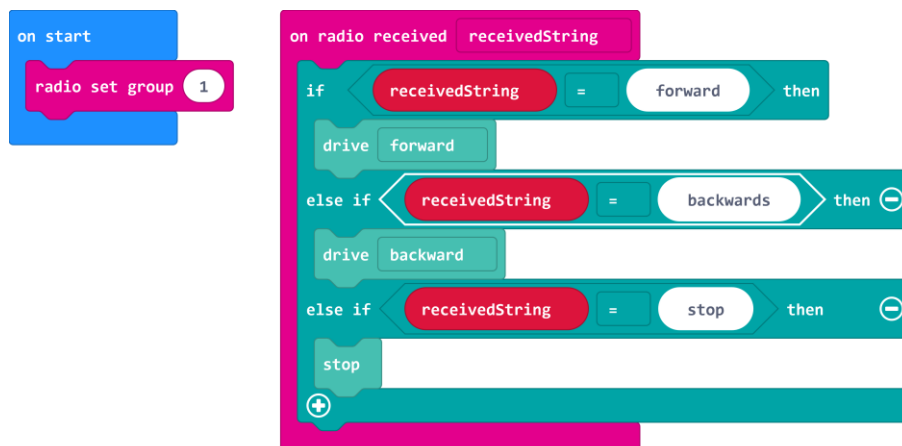 on start
radio set group 1
on radio received receivedString
if receivedString = forward then
drive forward
else if receivedString = backwards then
drive backward
else if receivedString = stop then
stop